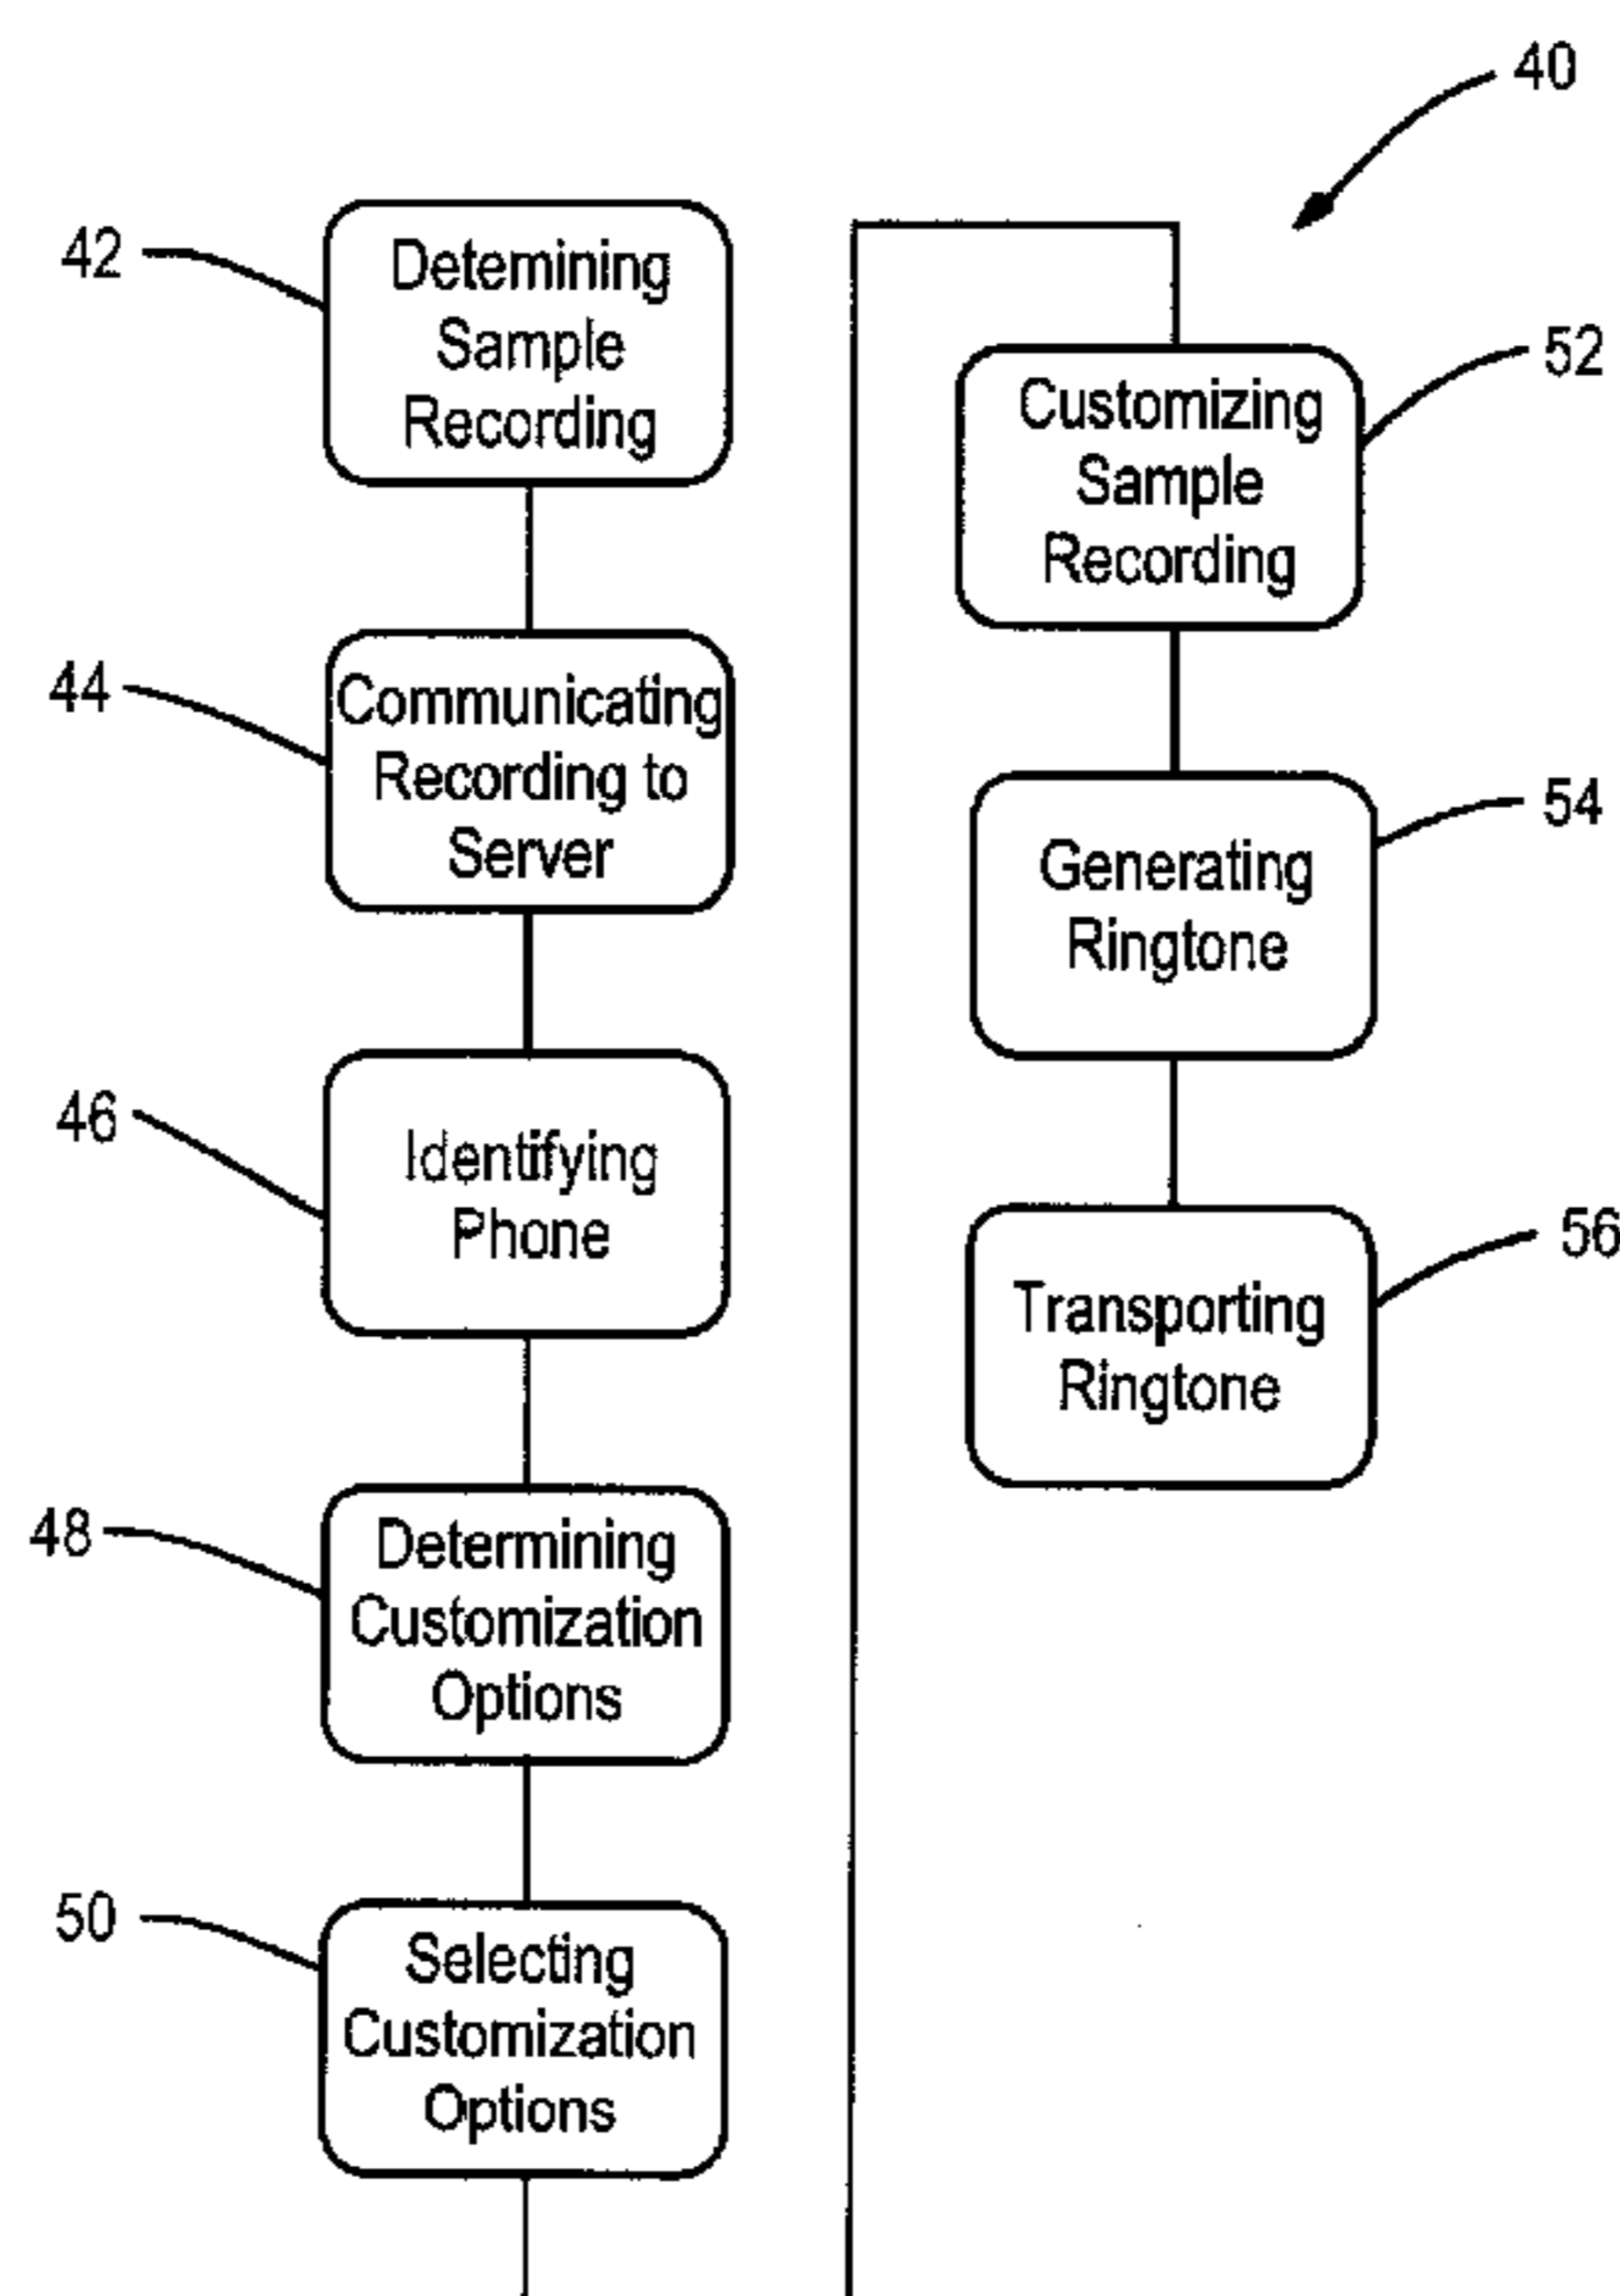 40
42
Detemining
Sample
Recording
44
Communicating
Recording to
Server
46
Identifying
Phone
48
Determining
Customization
Options
50
Selecting
Customization
Options
52
Customizing
Sample
Recording
54
Generating
Ringtone
56
Transporting
Ringtone